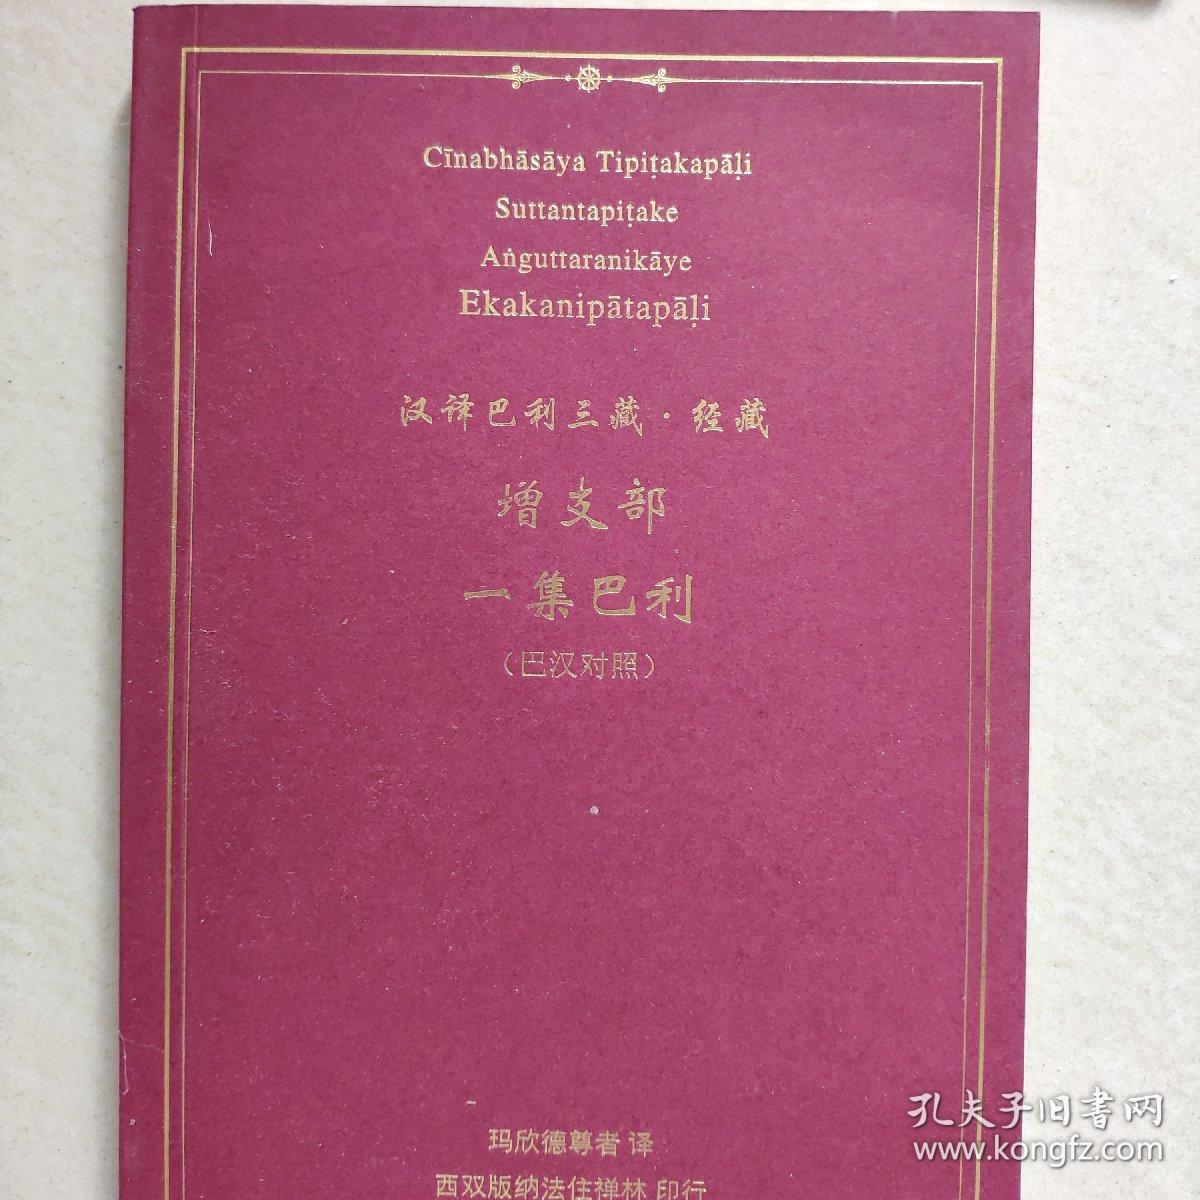 Cīnabhāsāya Tipiṭakapāḷi
Suttantapiṭake
Aṅguttaranikāye
Ekakanipātapāḷi
汉译巴利三藏·经藏
增支部
一集巴利
（巴汉对照）
玛欣德尊者 译
西双版纳法住禅林 印行
孔夫子旧书网
www.kongfz.com